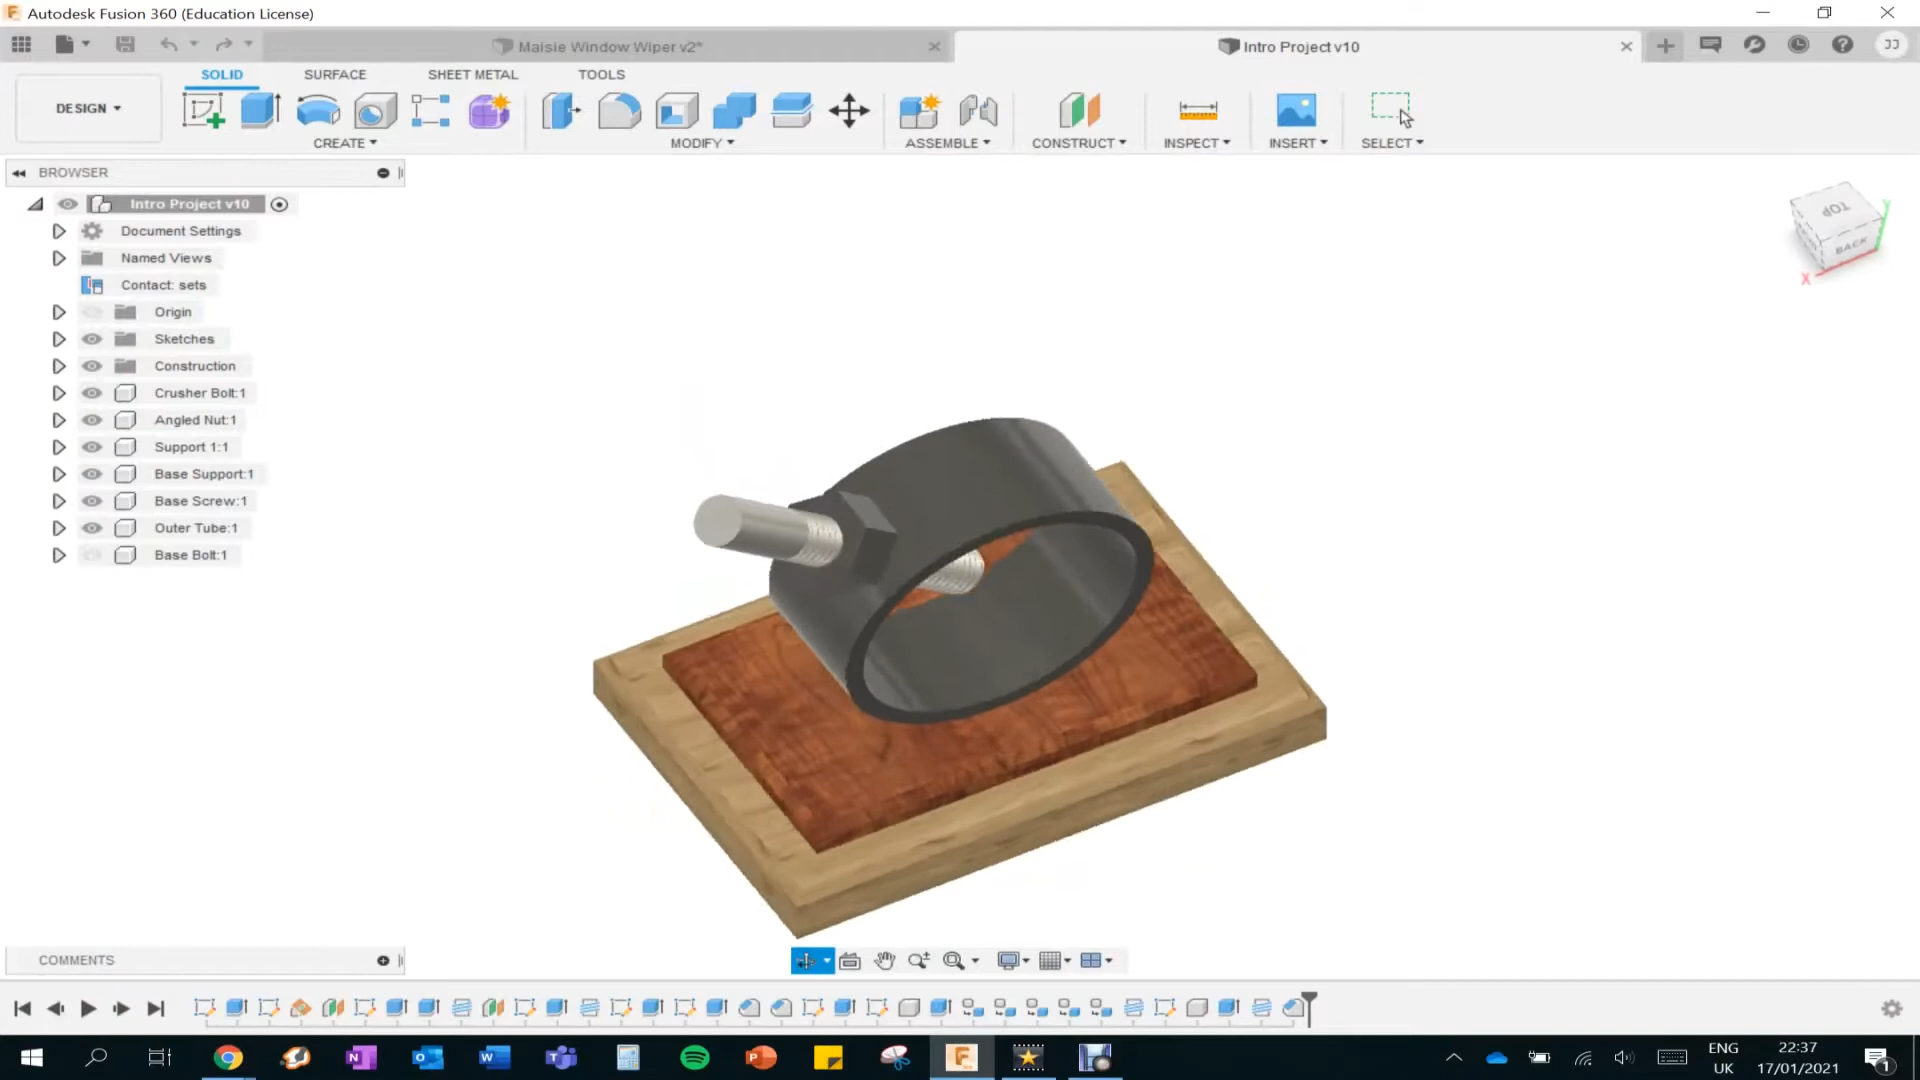 Autodesk Fusion 360 (Education License)
Maisie Window Wiper v2*
Intro Project v10
JJ
DESIGN
SOLID
SURFACE
SHEET METAL
TOOLS
CREATE
MODIFY
ASSEMBLE
CONSTRUCT
INSPECT
INSERT
SELECT
BROWSER
Intro Project v10
Document Settings
Named Views
Contact: sets
Origin
Sketches
Construction
Crusher Bolt:1
Angled Nut:1
Support 1:1
Base Support:1
Base Screw:1
Outer Tube:1
Base Bolt:1
TOP
BACK
X
Y
COMMENTS
ENG
UK
22:37
17/01/2021
1